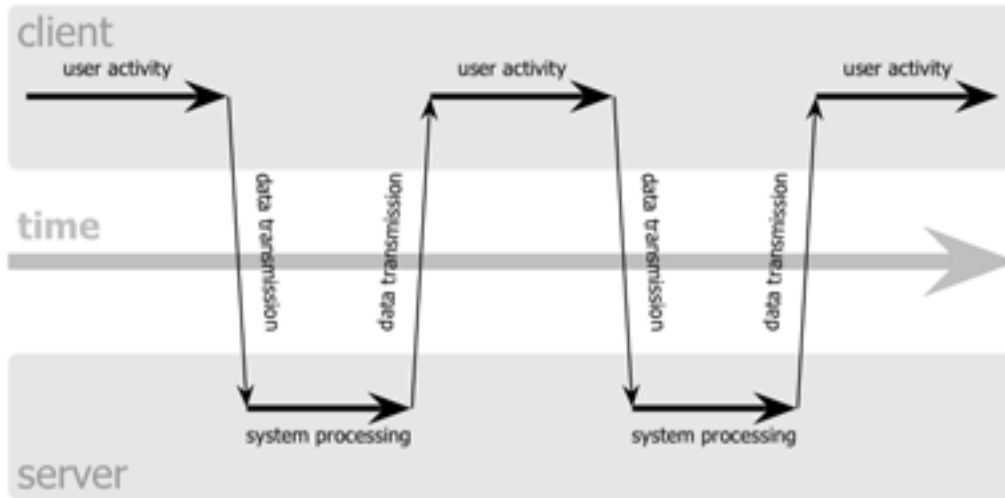 client
user activity
user activity
user activity
data transmission
data transmission
data transmission
data transmission
time
system processing
system processing
server